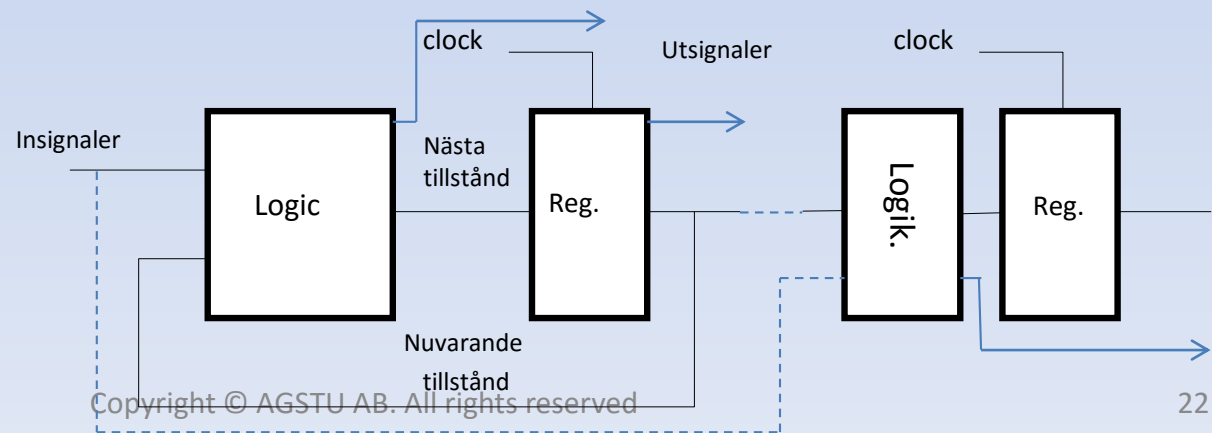 clock
Utsignaler
clock
Insignaler
Nästa
tillstånd
Logic
Reg.
Logik.
Reg.
Nuvarande
tillstånd
Copyright © AGSTU AB. All rights reserved
22